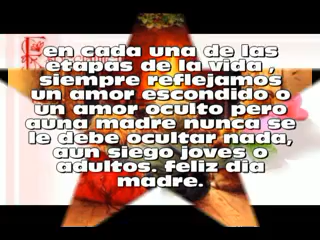 en cada una de las
etapas de la vida ,
siempre reflejamos
un amor escondido o
un amor oculto pero
auna madre nunca se
le debe ocultar nada,
aun siego joves o
adultos. feliz dia
madre.